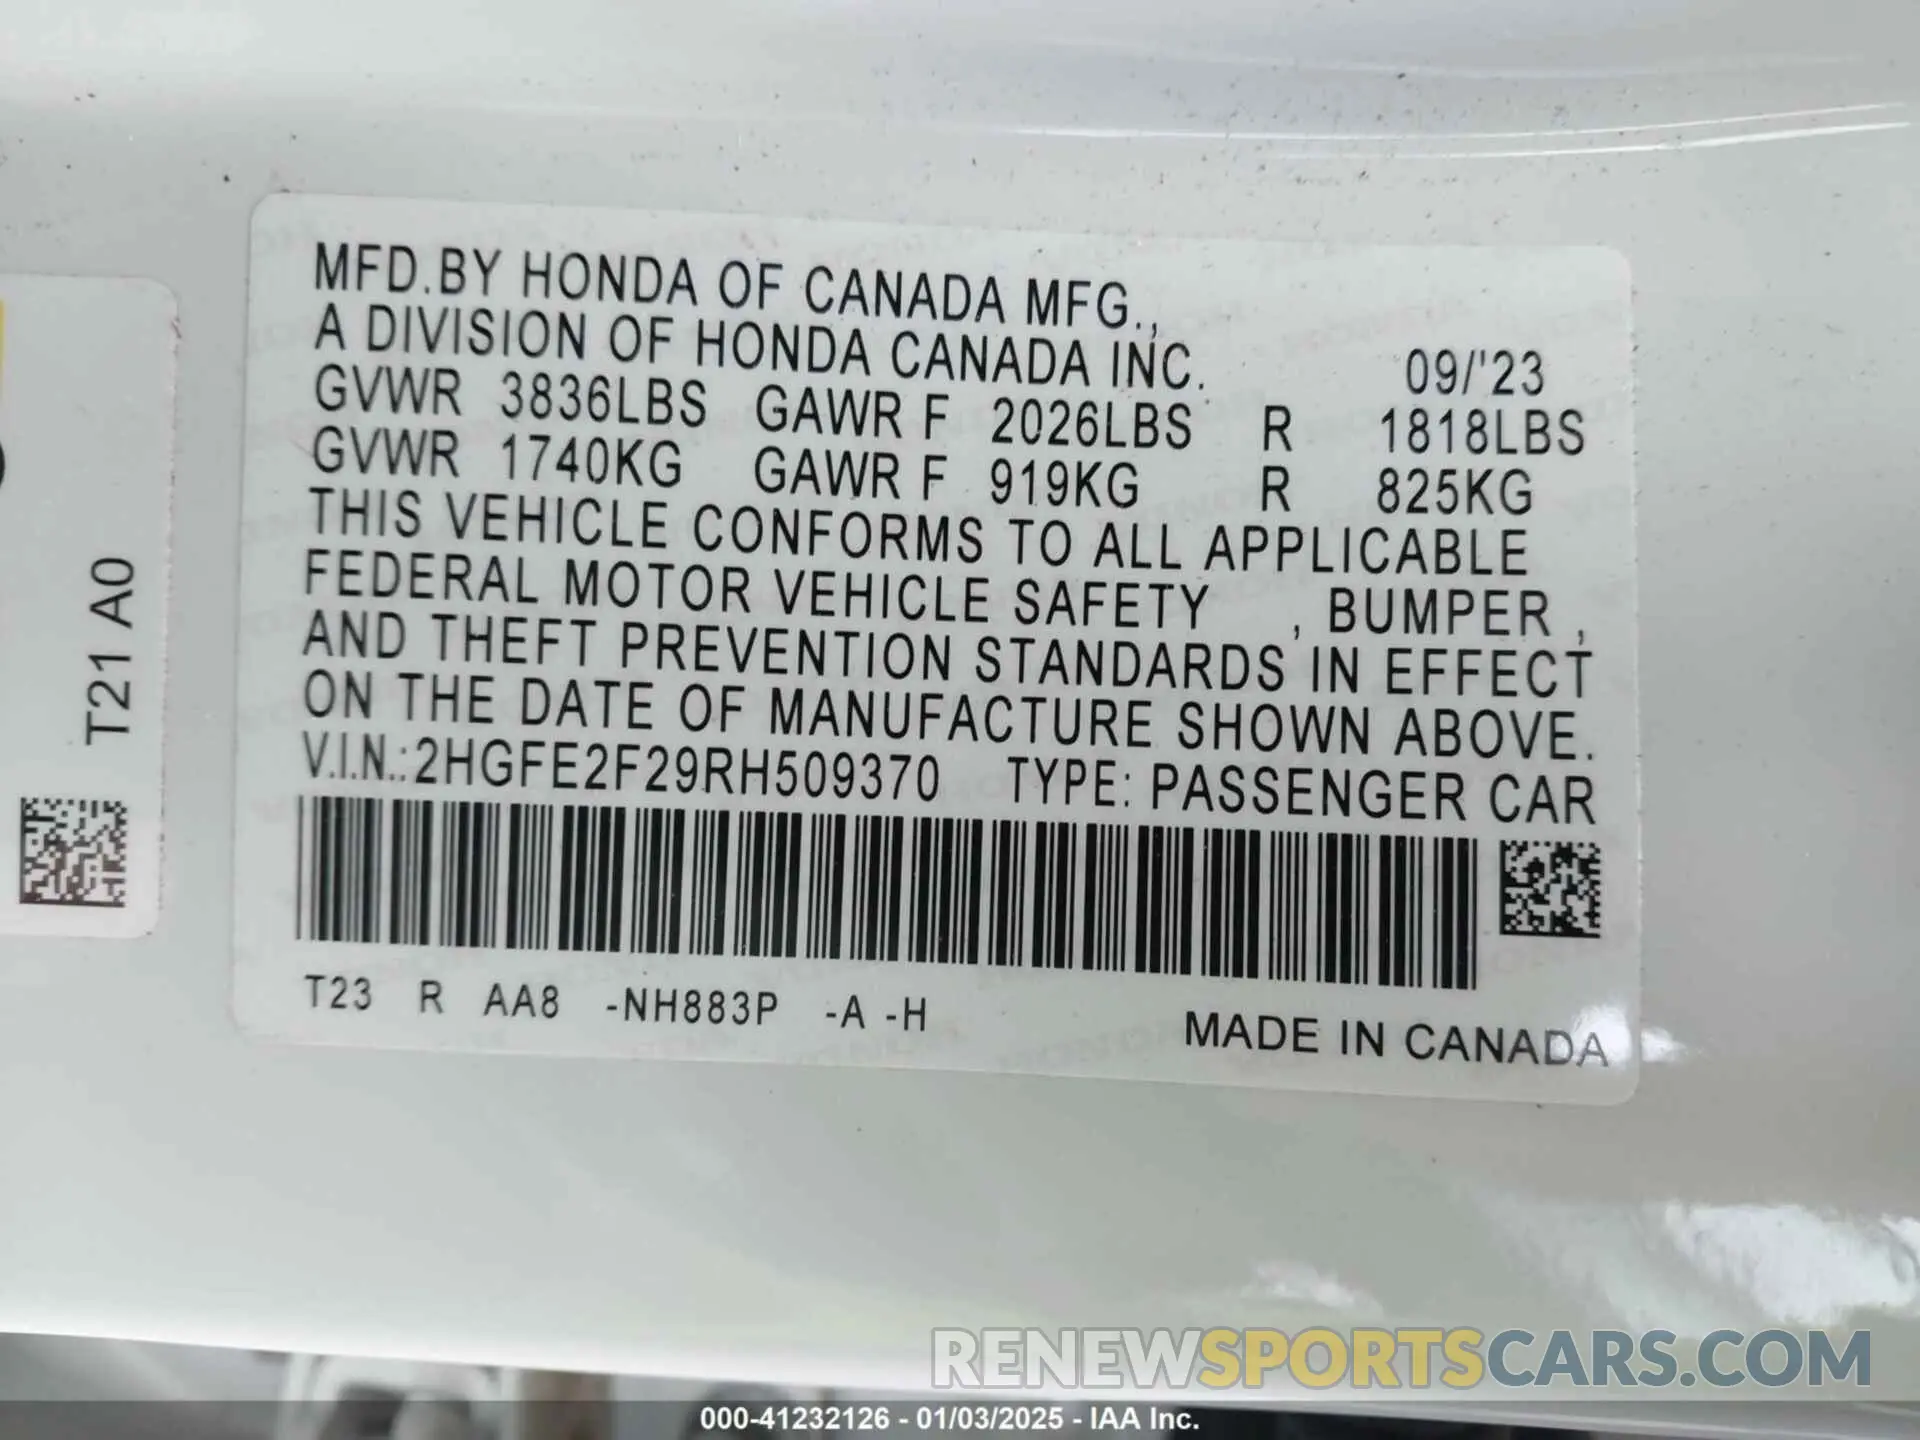 MFD.BY HONDA OF CANADA MFG.,
A DIVISION OF HONDA CANADA INC. 09/'23
GVWR 3836LBS GAWR F 2026LBS R 1818LBS
GVWR 1740KG GAWR F 919KG R 825KG
THIS VEHICLE CONFORMS TO ALL APPLICABLE
FEDERAL MOTOR VEHICLE SAFETY , BUMPER ,
AND THEFT PREVENTION STANDARDS IN EFFECT
ON THE DATE OF MANUFACTURE SHOWN ABOVE.
V.I.N.:2HGFE2F29RH509370 TYPE: PASSENGER CAR
T23 R AA8 -NH883P -A -H
MADE IN CANADA
T21 A0
RENEWSPORTSCARS.COM
000-41232126 - 01/03/2025 - IAA Inc.